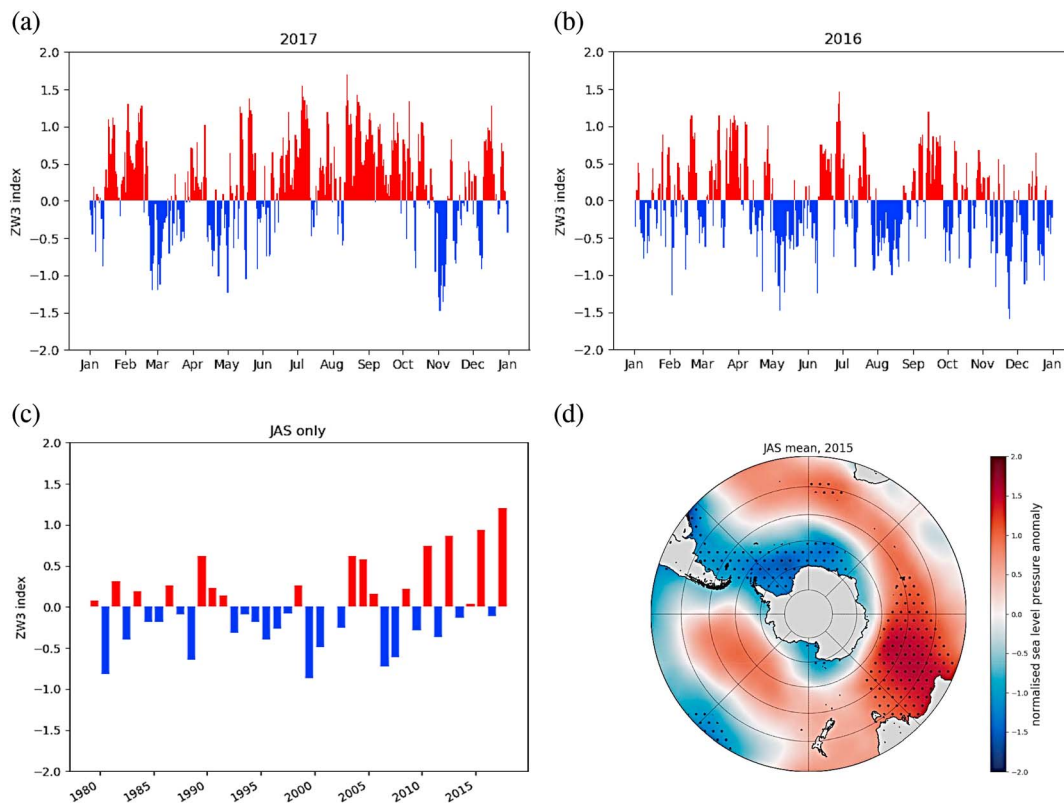 (a)
2017
2.0
1.5
1.0
0.5
0.0
−0.5
−1.0
−1.5
−2.0
ZW3 index
Jan Feb Mar Apr May Jun Jul Aug Sep Oct Nov Dec Jan
(b)
2016
2.0
1.5
1.0
0.5
0.0
−0.5
−1.0
−1.5
−2.0
ZW3 index
Jan Feb Mar Apr May Jun Jul Aug Sep Oct Nov Dec Jan
(c)
JAS only
2.0
1.5
1.0
0.5
0.0
−0.5
−1.0
−1.5
−2.0
ZW3 index
1980 1985 1990 1995 2000 2005 2010 2015
(d)
JAS mean, 2015
2.0
1.5
1.0
0.5
0.0
−0.5
−1.0
−1.5
−2.0
normalised sea level pressure anomaly